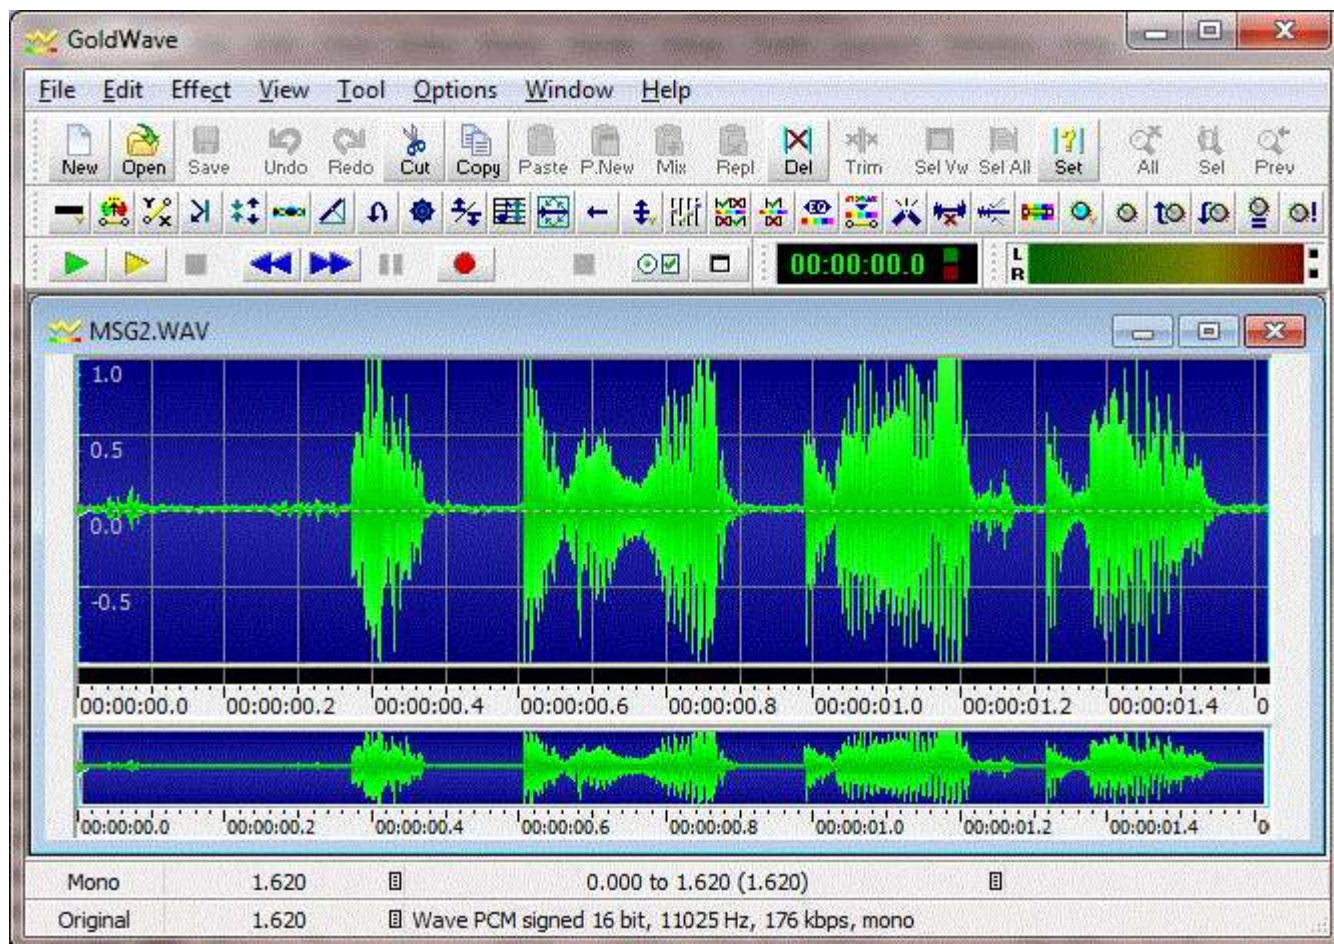 GoldWave
File Edit Effect View Tool Options Window Help
New Open Save Undo Redo Cut Copy Paste P.New Mix Repl Del Trim Sel Vw Sel All Set All Sel Prev
00:00:00.0 L
R
MSG2.WAV
1.0
0.5
0.0
-0.5
00:00:00.0 00:00:00.2 00:00:00.4 00:00:00.6 00:00:00.8 00:00:01.0 00:00:01.2 00:00:01.4 0
00:00:00.0 00:00:00.2 00:00:00.4 00:00:00.6 00:00:00.8 00:00:01.0 00:00:01.2 00:00:01.4 0
Mono 1.620 0.000 to 1.620 (1.620)
Original 1.620 Wave PCM signed 16 bit, 11025 Hz, 176 kbps, mono